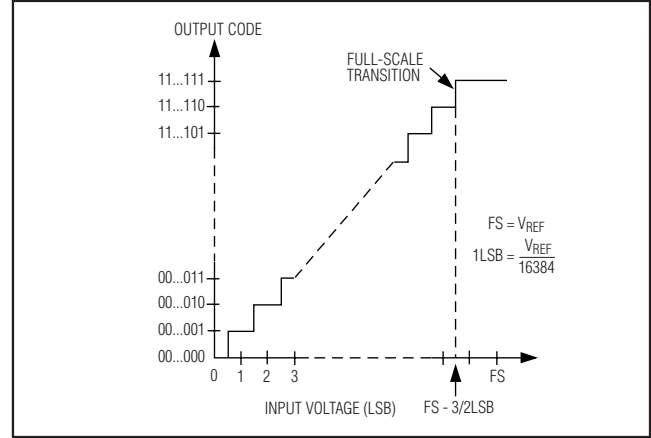 OUTPUT CODE
FULL-SCALE
TRANSITION
11...111
11...110
11...101
FS = VREF
1LSB = VREF
16384
00...011
00...010
00...001
00...000
0 1 2 3 FS
INPUT VOLTAGE (LSB) FS - 3/2LSB